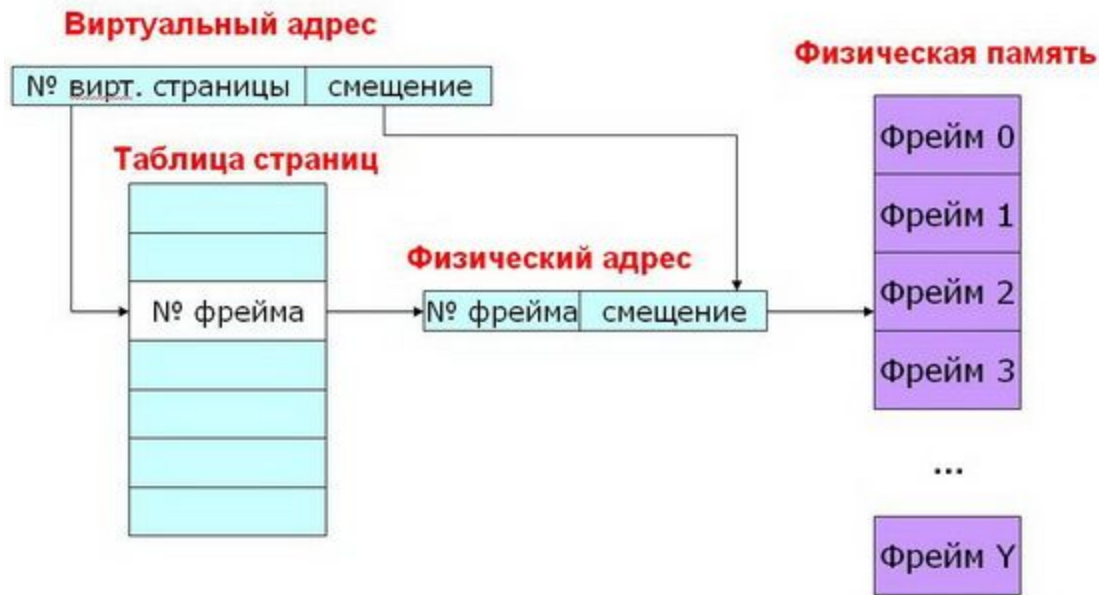 Виртуальный адрес
№ вирт. страницы
смещение
Таблица страниц
№ фрейма
Физический адрес
№ фрейма
смещение
Физическая память
Фрейм 0
Фрейм 1
Фрейм 2
Фрейм 3
...
Фрейм Y